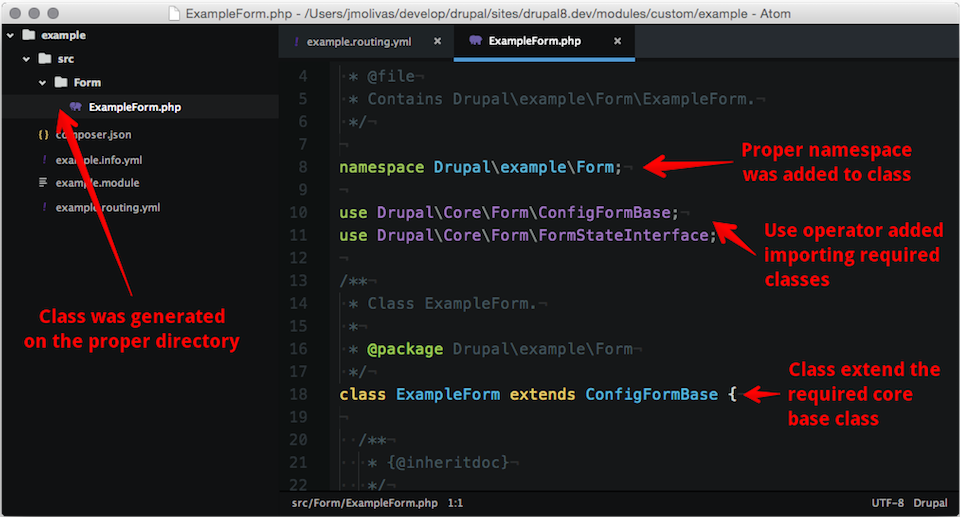 ExampleForm.php - /Users/jmolivas/develop/drupal/sites/drupal8.dev/modules/custom/example - Atom
example
src
Form
ExampleForm.php
{} composer.json
! example.info.yml
example.module
! example.routing.yml
Class was generated
on the proper directory
! example.routing.yml ×
ExampleForm.php ×
4 * @file¬
5 * Contains Drupal\example\Form\ExampleForm.¬
6 */¬
7 ¬
8 namespace Drupal\example\Form;¬
9 ¬
10 use Drupal\Core\Form\ConfigFormBase;¬
11 use Drupal\Core\Form\FormStateInterface;¬
12 ¬
13 /**¬
14 * Class ExampleForm.¬
15 *¬
16 * @package Drupal\example\Form¬
17 */¬
18 class ExampleForm extends ConfigFormBase {¬
19 ¬
20 /**¬
21 * {@inheritdoc}¬
22 */¬
Proper namespace
was added to class
Use operator added
importing required
classes
Class extend the
required core
base class
src/Form/ExampleForm.php 1:1
UTF-8 Drupal